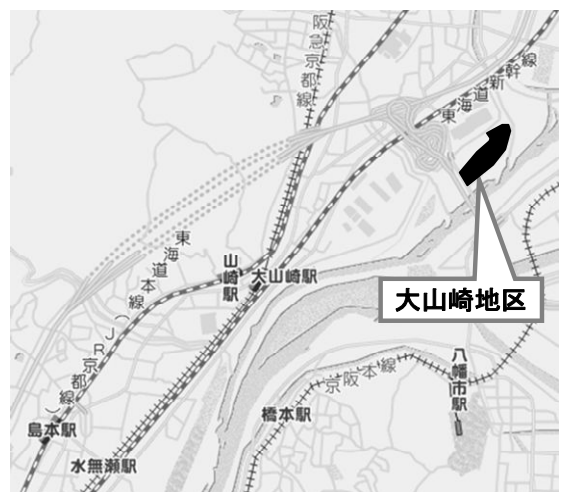 阪急京都線
東海道新幹線
東海道本線(JR京都線)
山崎駅
大山崎駅
大山崎地区
京阪本線
八幡市駅
橋本駅
島本駅
水無瀬駅